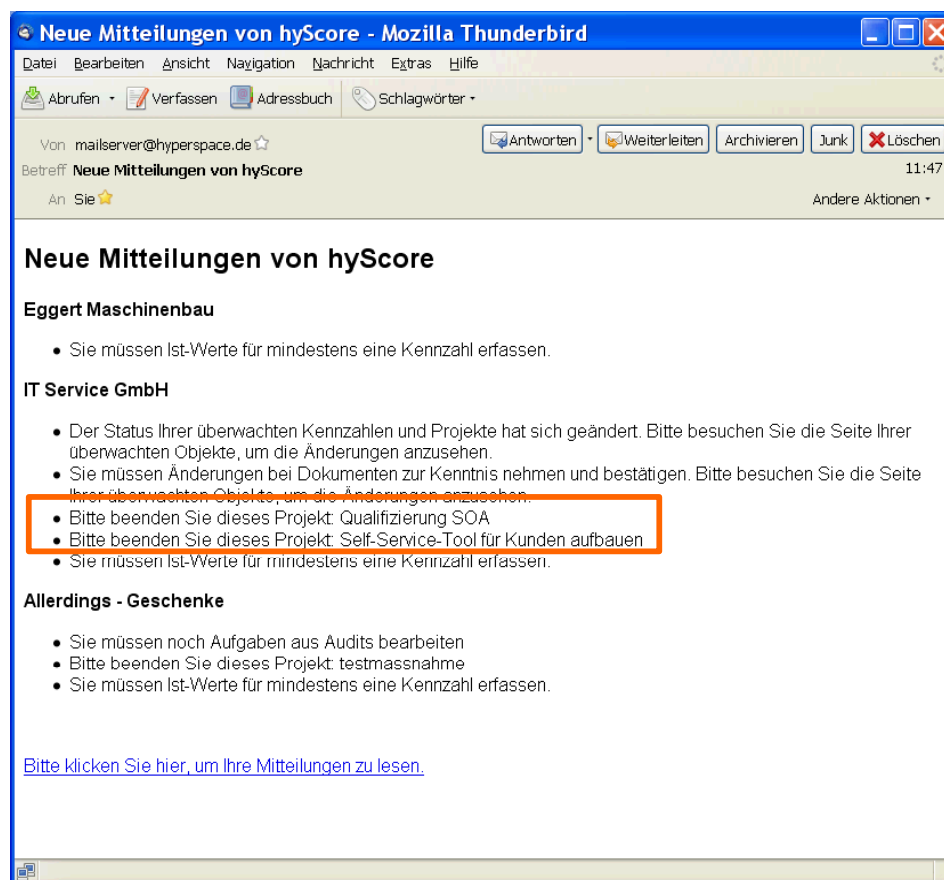 Neue Mitteilungen von hyScore - Mozilla Thunderbird
Datei Bearbeiten Ansicht Navigation Nachricht Extras Hilfe
Abrufen Verfassen Adressbuch Schlagwörter
Von mailserver@hyperspace.de Antworten Weiterleiten Archivieren Junk Löschen
Betreff Neue Mitteilungen von hyScore 11:47
An Sie Andere Aktionen
Neue Mitteilungen von hyScore
Eggert Maschinenbau
• Sie müssen Ist-Werte für mindestens eine Kennzahl erfassen.
IT Service GmbH
• Der Status Ihrer überwachten Kennzahlen und Projekte hat sich geändert. Bitte besuchen Sie die Seite Ihrer
überwachten Objekte, um die Änderungen anzusehen.
• Sie müssen Änderungen bei Dokumenten zur Kenntnis nehmen und bestätigen. Bitte besuchen Sie die Seite
Ihrer überwachten Objekte, um die Änderungen anzusehen.
• Bitte beenden Sie dieses Projekt: Qualifizierung SOA
• Bitte beenden Sie dieses Projekt: Self-Service-Tool für Kunden aufbauen
• Sie müssen Ist-Werte für mindestens eine Kennzahl erfassen.
Allerdings - Geschenke
• Sie müssen noch Aufgaben aus Audits bearbeiten
• Bitte beenden Sie dieses Projekt: testmassnahme
• Sie müssen Ist-Werte für mindestens eine Kennzahl erfassen.
Bitte klicken Sie hier, um Ihre Mitteilungen zu lesen.